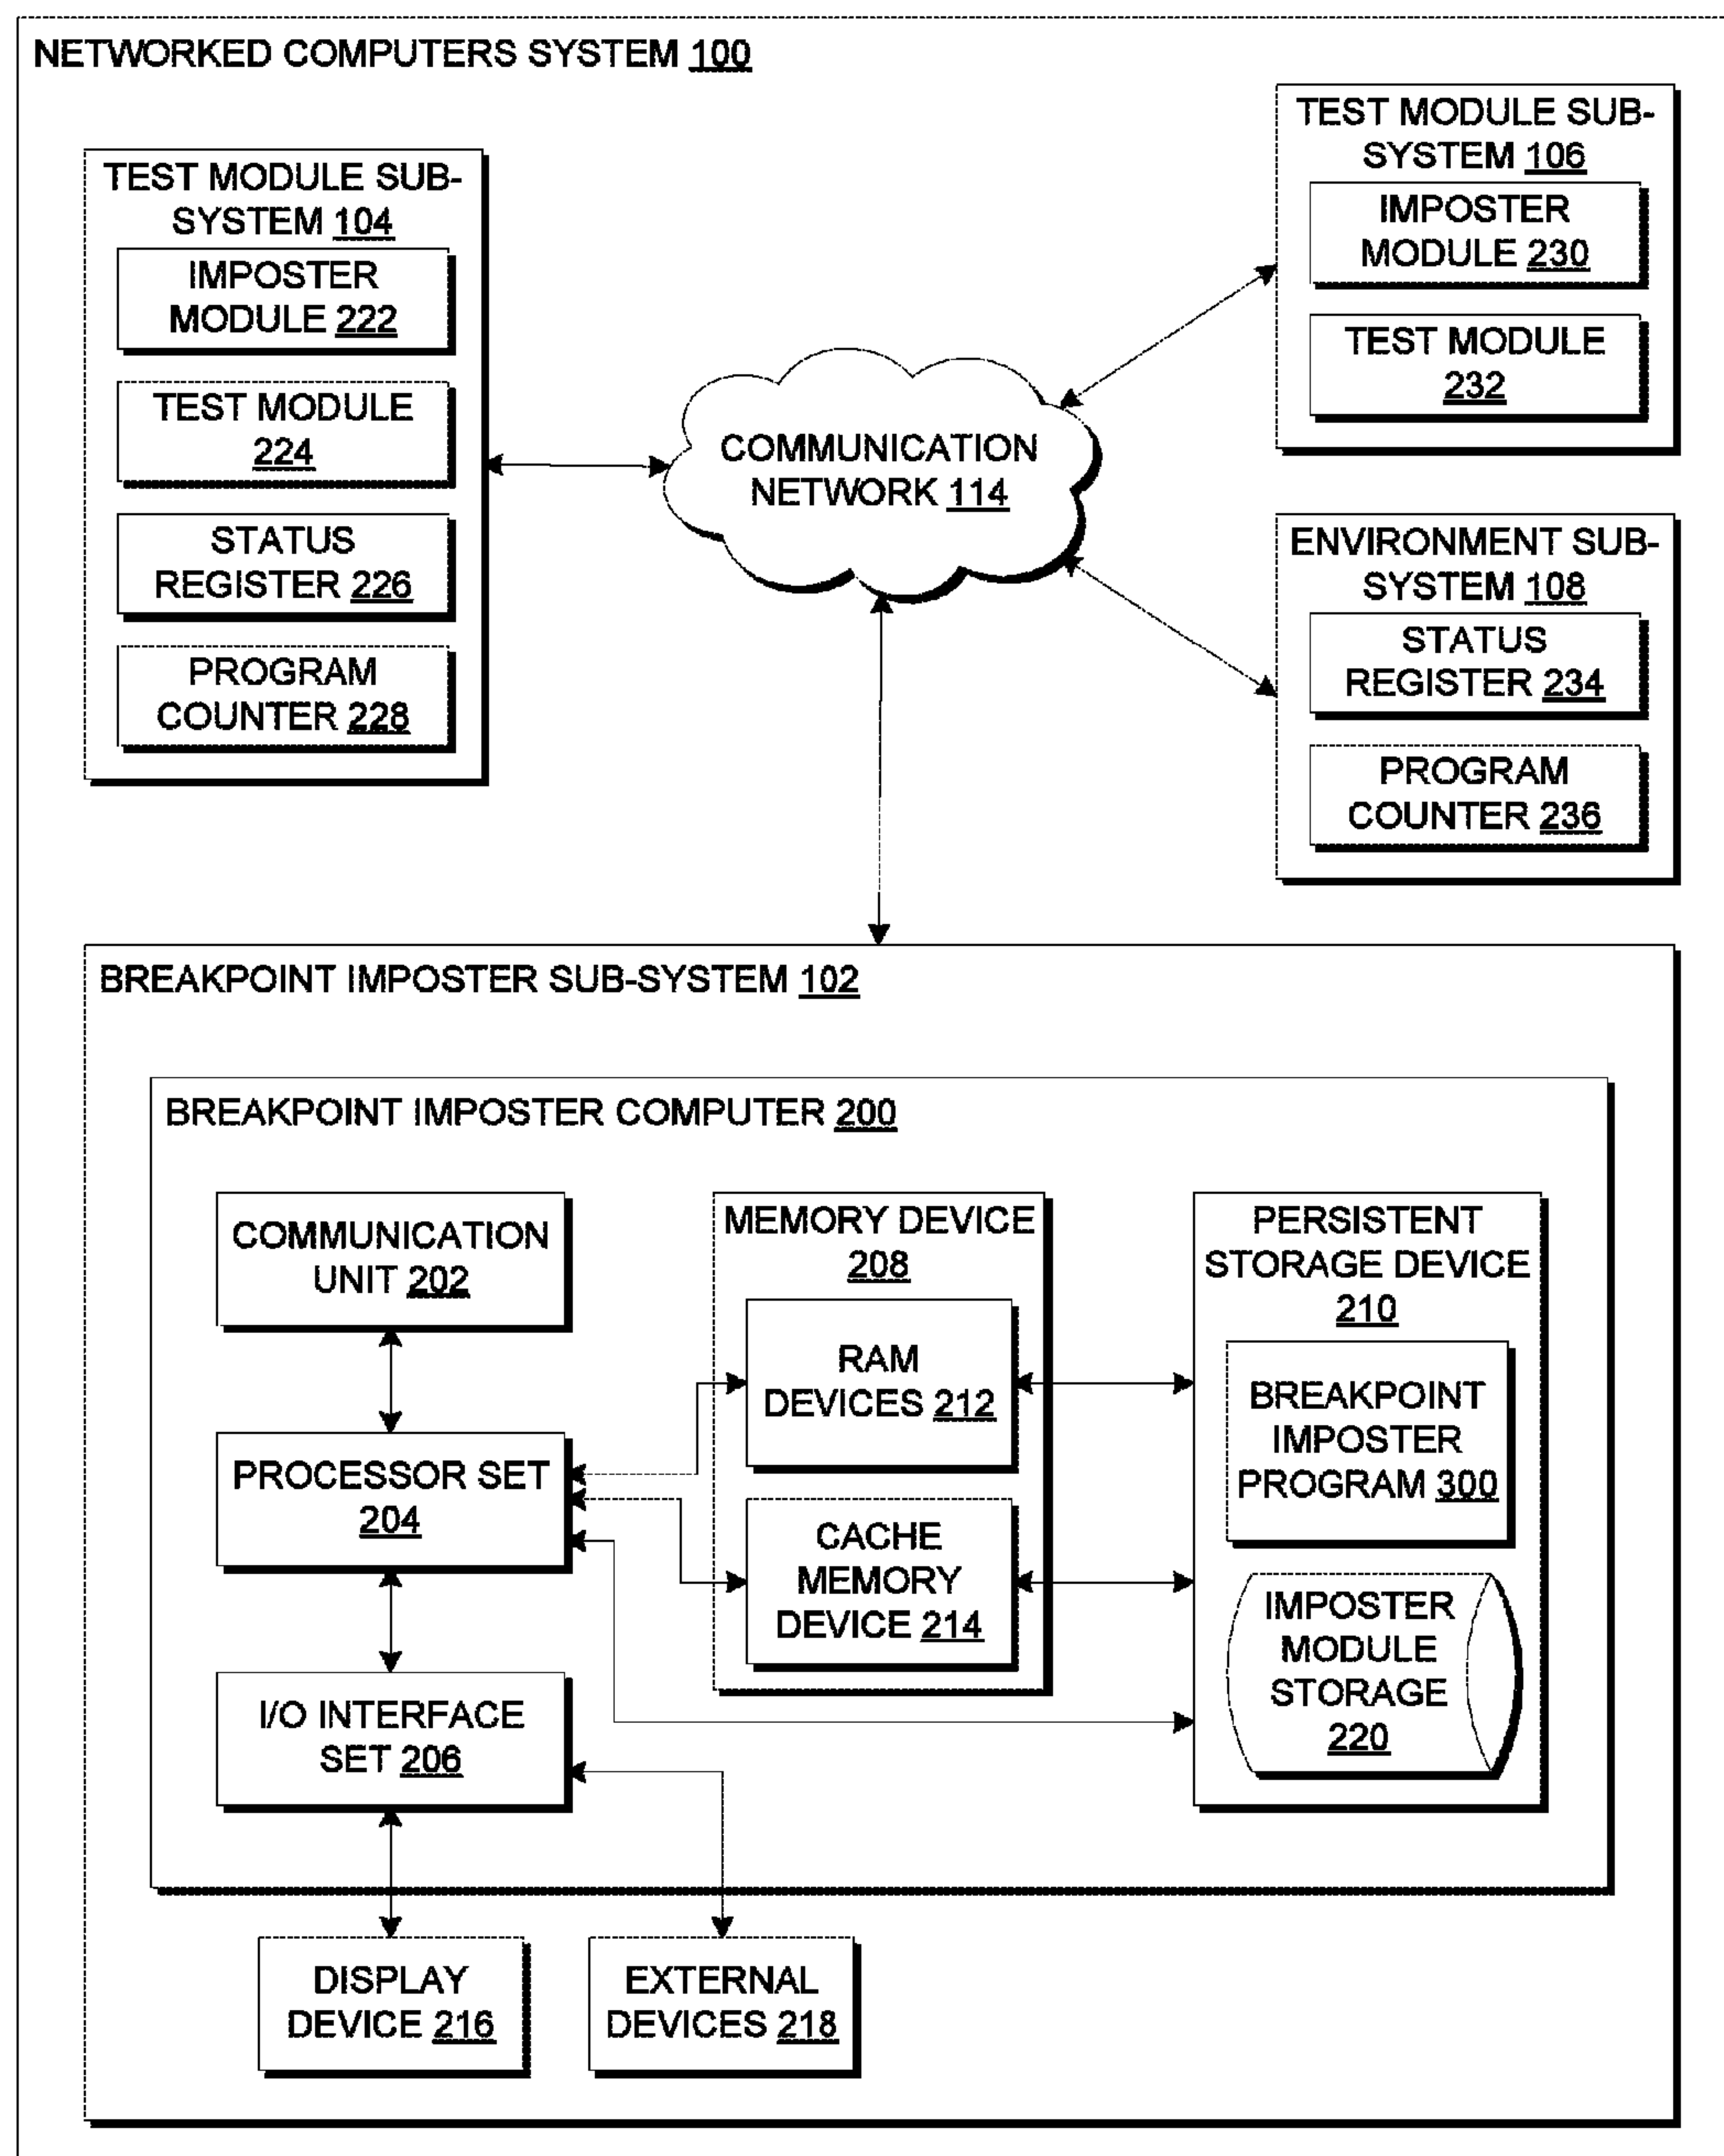 NETWORKED COMPUTERS SYSTEM 100
TEST MODULE SUB-
SYSTEM 104
IMPOSTER
MODULE 222
TEST MODULE
224
STATUS
REGISTER 226
PROGRAM
COUNTER 228
COMMUNICATION
NETWORK 114
TEST MODULE SUB-
SYSTEM 106
IMPOSTER
MODULE 230
TEST MODULE
232
ENVIRONMENT SUB-
SYSTEM 108
STATUS
REGISTER 234
PROGRAM
COUNTER 236
BREAKPOINT IMPOSTER SUB-SYSTEM 102
BREAKPOINT IMPOSTER COMPUTER 200
COMMUNICATION
UNIT 202
PROCESSOR SET
204
I/O INTERFACE
SET 206
MEMORY DEVICE
208
RAM
DEVICES 212
CACHE
MEMORY
DEVICE 214
PERSISTENT
STORAGE DEVICE
210
BREAKPOINT
IMPOSTER
PROGRAM 300
IMPOSTER
MODULE
STORAGE
220
DISPLAY
DEVICE 216
EXTERNAL
DEVICES 218